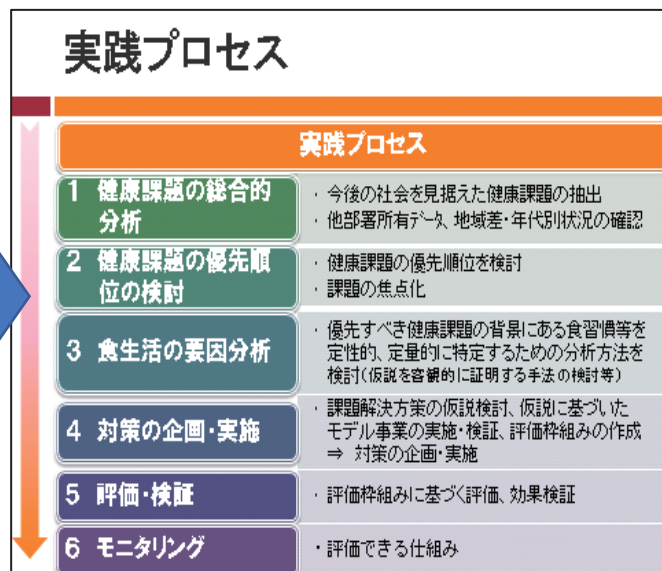 実践プロセス
実践プロセス
1 健康課題の総合的
分析
・今後の社会を見据えた健康課題の抽出
・他部署所有データ、地域差・年代別状況の確認
2 健康課題の優先順
位の検討
・健康課題の優先順位を検討
・課題の焦点化
3 食生活の要因分析
・優先すべき健康課題の背景にある食習慣等を
定性的、定量的に特定するための分析方法を
検討(仮説を客観的に証明する手法の検討等)
4 対策の企画・実施
・課題解決方策の仮説検討、仮説に基づいた
モデル事業の実施・検証、評価枠組みの作成
⇒ 対策の企画・実施
5 評価・検証
・評価枠組みに基づく評価、効果検証
6 モニタリング
・評価できる仕組み